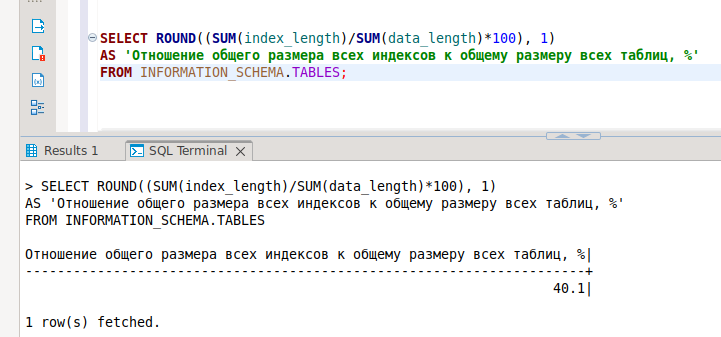 SELECT ROUND((SUM(index_length)/SUM(data_length)*100), 1)
AS 'Отношение общего размера всех индексов к общему размеру всех таблиц, %'
FROM INFORMATION_SCHEMA.TABLES;
Results 1 SQL Terminal
> SELECT ROUND((SUM(index_length)/SUM(data_length)*100), 1)
AS 'Отношение общего размера всех индексов к общему размеру всех таблиц, %'
FROM INFORMATION_SCHEMA.TABLES
Отношение общего размера всех индексов к общему размеру всех таблиц, %|
----------------------------------------------------------------------+
40.1|
1 row(s) fetched.